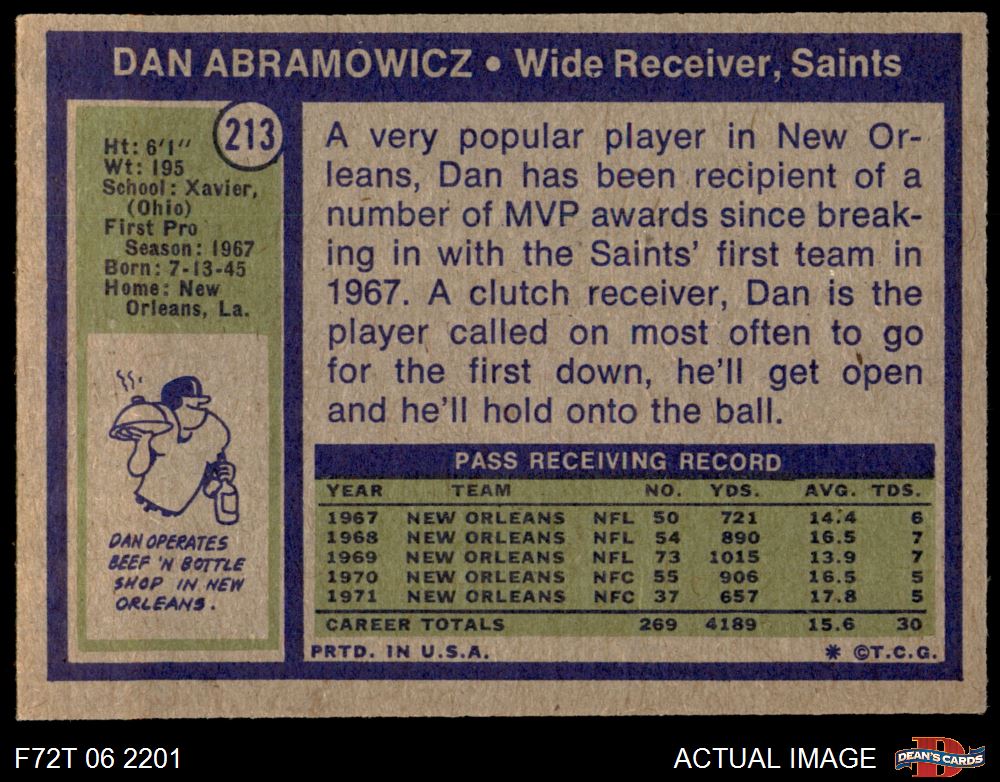 DAN ABRAMOWICZ • Wide Receiver, Saints
213
Ht: 6'1"
Wt: 195
School: Xavier,
(Ohio)
First Pro
Season: 1967
Born: 7-13-45
Home: New
Orleans, La.
DAN OPERATES
BEEF 'N BOTTLE
SHOP IN NEW
ORLEANS.
A very popular player in New Or-
leans, Dan has been recipient of a
number of MVP awards since break-
ing in with the Saints' first team in
1967. A clutch receiver, Dan is the
player called on most often to go
for the first down, he'll get open
and he'll hold onto the ball.
PASS RECEIVING RECORD
YEAR TEAM NO. YDS. AVG. TDS.
1967 NEW ORLEANS NFL 50 721 14.4 6
1968 NEW ORLEANS NFL 54 890 16.5 7
1969 NEW ORLEANS NFL 73 1015 13.9 7
1970 NEW ORLEANS NFC 55 906 16.5 5
1971 NEW ORLEANS NFC 37 657 17.8 5
CAREER TOTALS 269 4189 15.6 30
PRTD. IN U.S.A. * ©T.C.G.
F72T 06 2201 ACTUAL IMAGE
D
DEAN'S CARDS